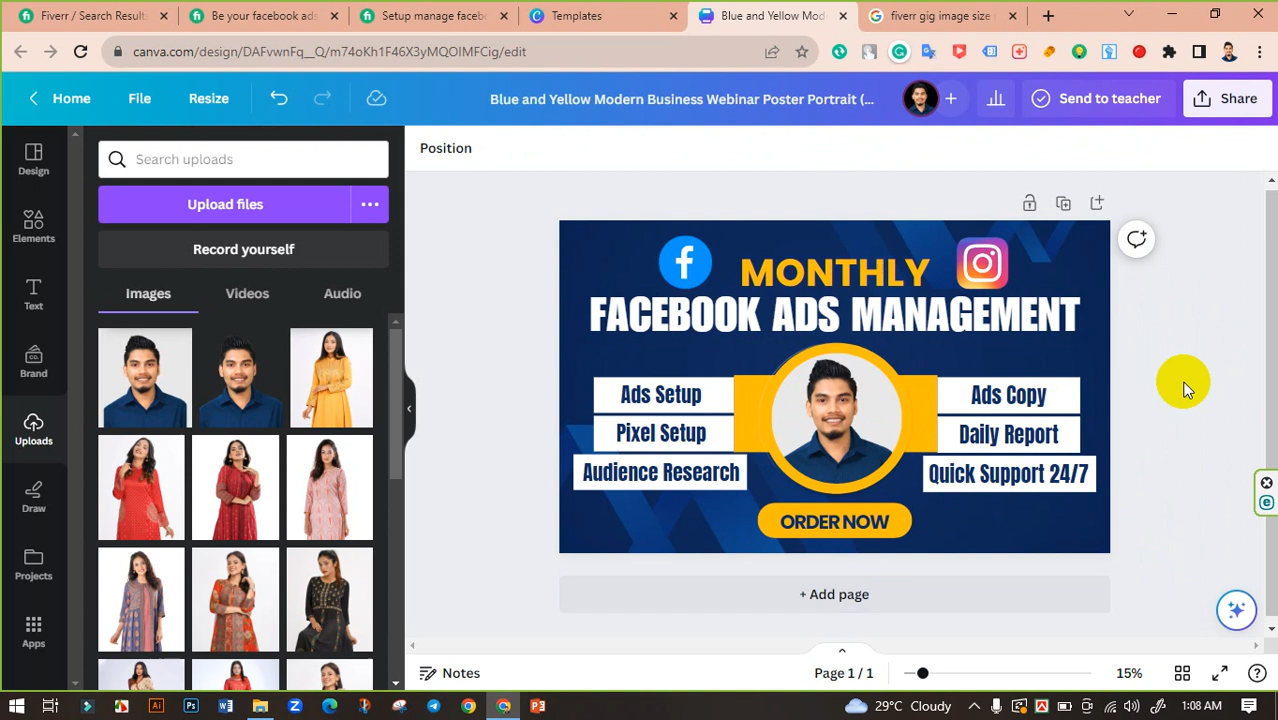 Fiverr / Search Result
Be your facebook ads
Setup manage faceb
Templates
Blue and Yellow Mod
fiverr gig image size
canva.com/design/DAFvwnFq__Q/m74oKh1F46X3yMQOIMFCig/edit
Home
File
Resize
Blue and Yellow Modern Business Webinar Poster Portrait (...
Send to teacher
Share
Design
Elements
Text
Brand
Uploads
Draw
Projects
Apps
Search uploads
Upload files
Record yourself
Images
Videos
Audio
Position
MONTHLY
FACEBOOK ADS MANAGEMENT
Ads Setup
Pixel Setup
Audience Research
Ads Copy
Daily Report
Quick Support 24/7
ORDER NOW
+ Add page
Notes
Page 1 / 1
15%
29°C Cloudy
1:08 AM